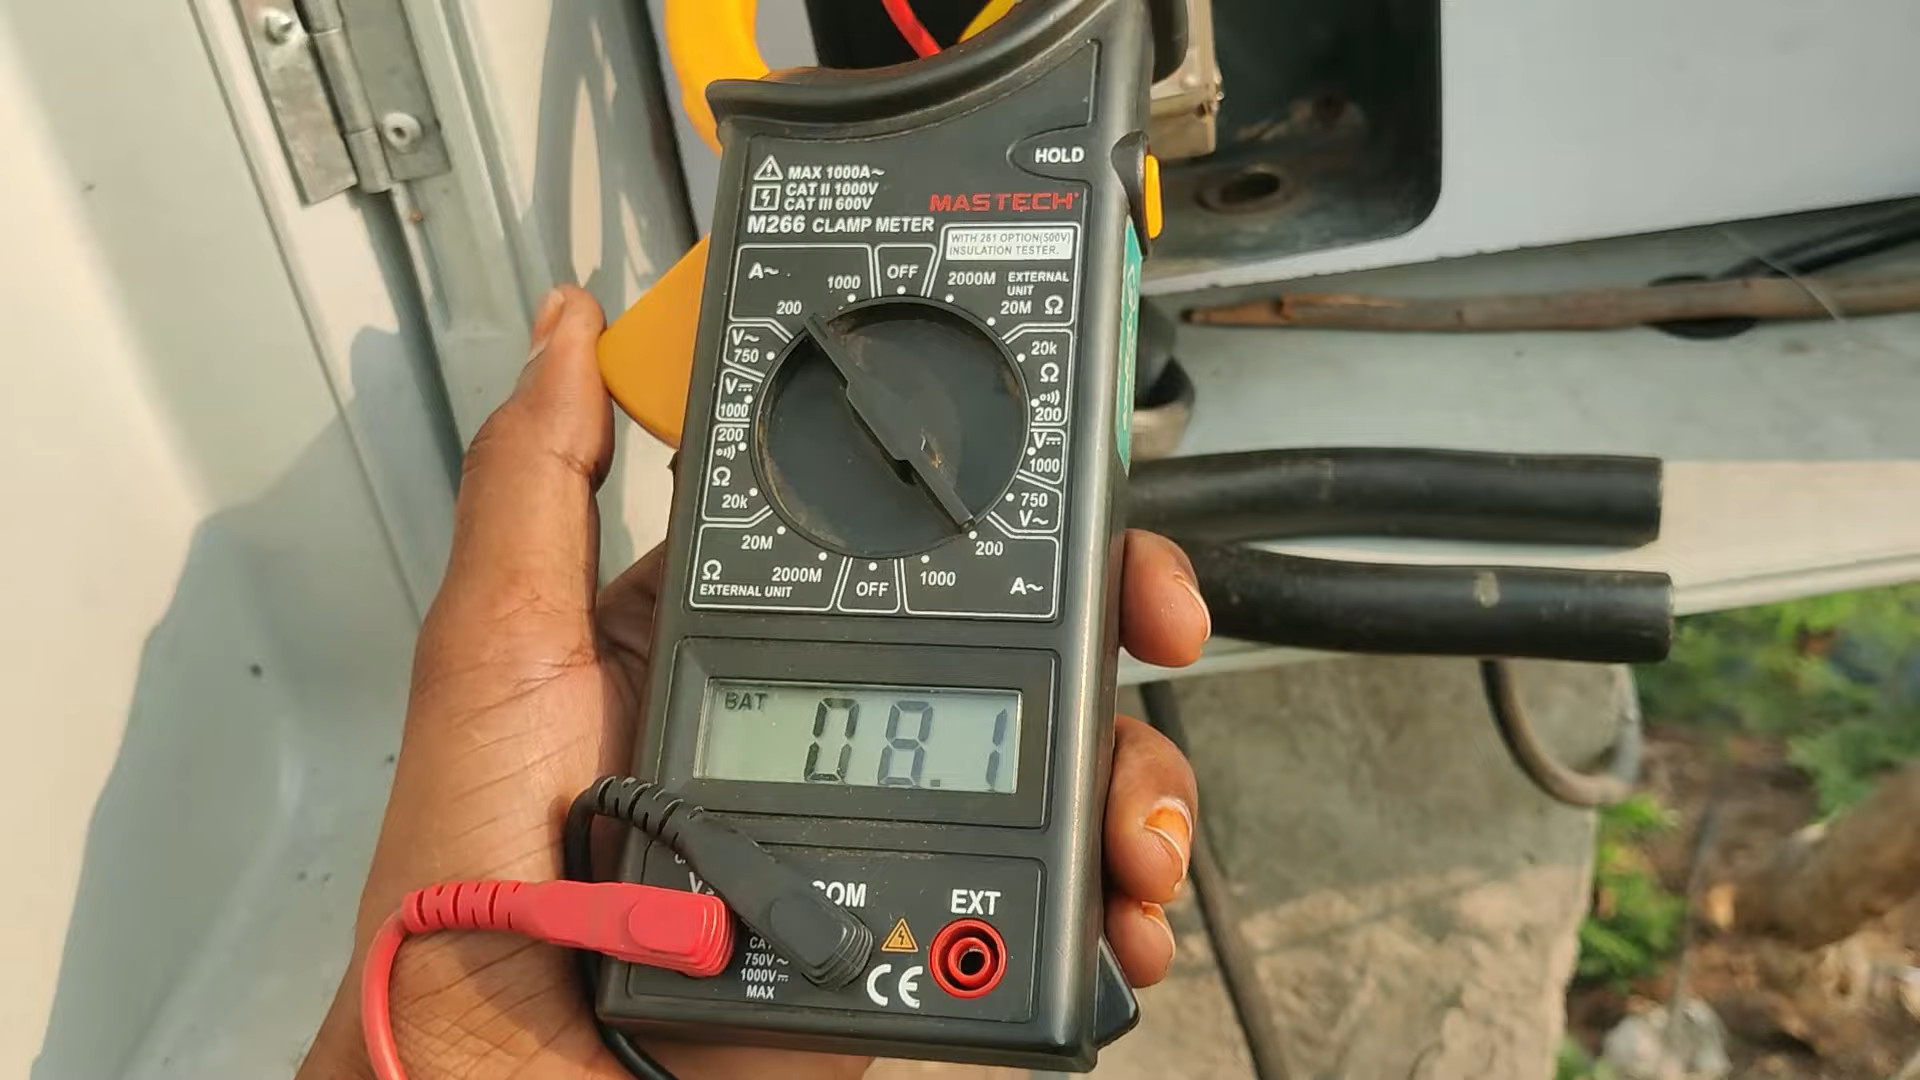 HOLD
MAX 1000A~
CAT II 1000V
CAT III 600V
MASTECH
M266 CLAMP METER
WITH 261 OPTION(500V)
INSULATION TESTER.
A~
1000
200
OFF
2000M
EXTERNAL
UNIT
20M Ω
V~
750
20k
Ω
V⎓
1000
200
200
Ω
20k
V⎓
1000
750
V~
20M
Ω
2000M
EXTERNAL UNIT
OFF
200
1000
A~
BAT
08.1
COM
EXT
750V~
1000V⎓
MAX
CE